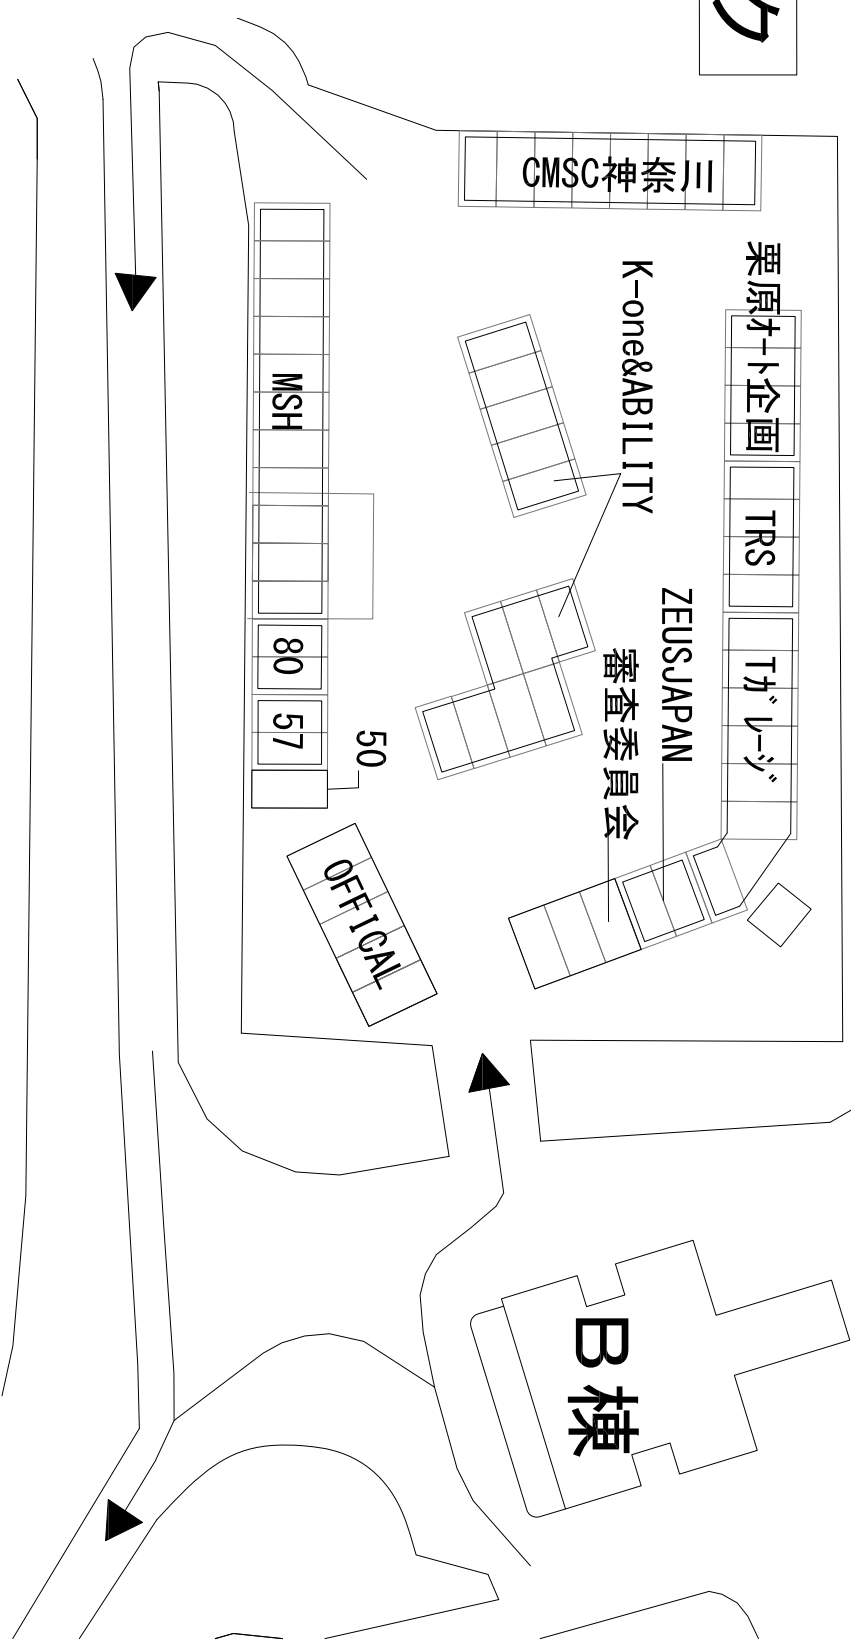 ク
CMSC神奈川
栗原ｵｰﾄ企画
K-one&ABILITY
MSH
TRS
ZEUSJAPAN
審査委員会
Tｶﾞﾚｰｼﾞ
80
57
50
OFFICAL
B棟